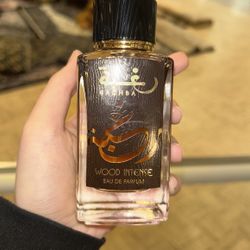 رغبة
RAGHBA
WOOD INTENSE
EAU DE PARFUM